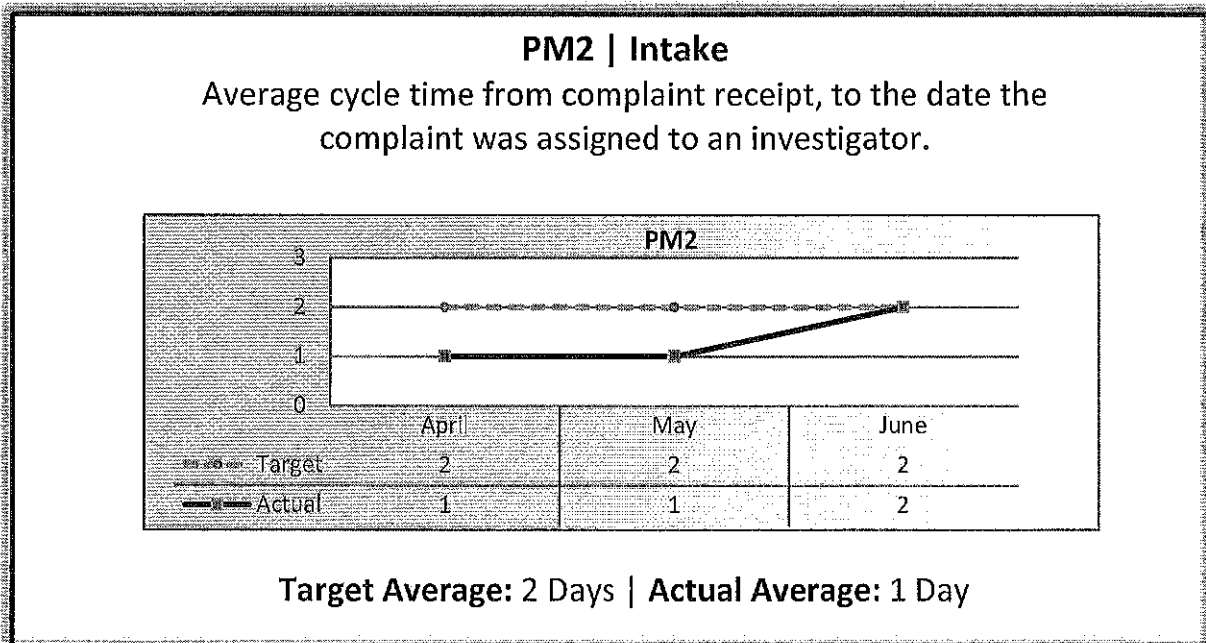 PM2 | Intake
Average cycle time from complaint receipt, to the date the
complaint was assigned to an investigator.
PM2
3
2
1
0
April May June
Target 2 2 2
Actual 1 1 2
Target Average: 2 Days | Actual Average: 1 Day